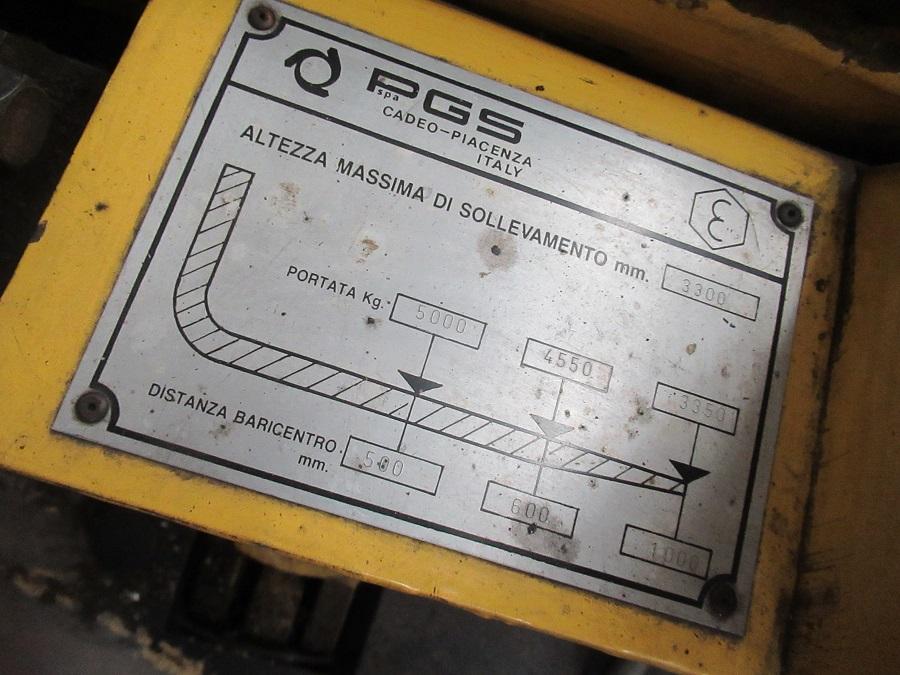 PGS
spa
CADEO-PIACENZA
ITALY
ε
ALTEZZA MASSIMA DI SOLLEVAMENTO mm. 3300
PORTATA Kg. 5000 4550 3350
DISTANZA BARICENTRO
mm. 500 600 1000